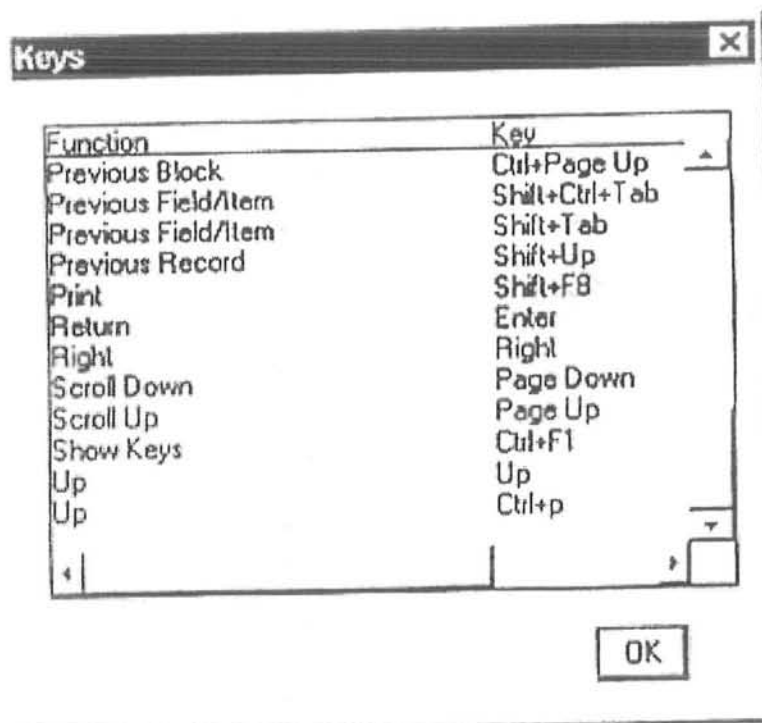 Keys
Function Key
Previous Block Ctrl+Page Up
Previous Field/Item Shift+Ctrl+Tab
Previous Field/Item Shift+Tab
Previous Record Shift+Up
Print Shift+F8
Return Enter
Right Right
Scroll Down Page Down
Scroll Up Page Up
Show Keys Ctrl+F1
Up Up
Up Ctrl+p
OK